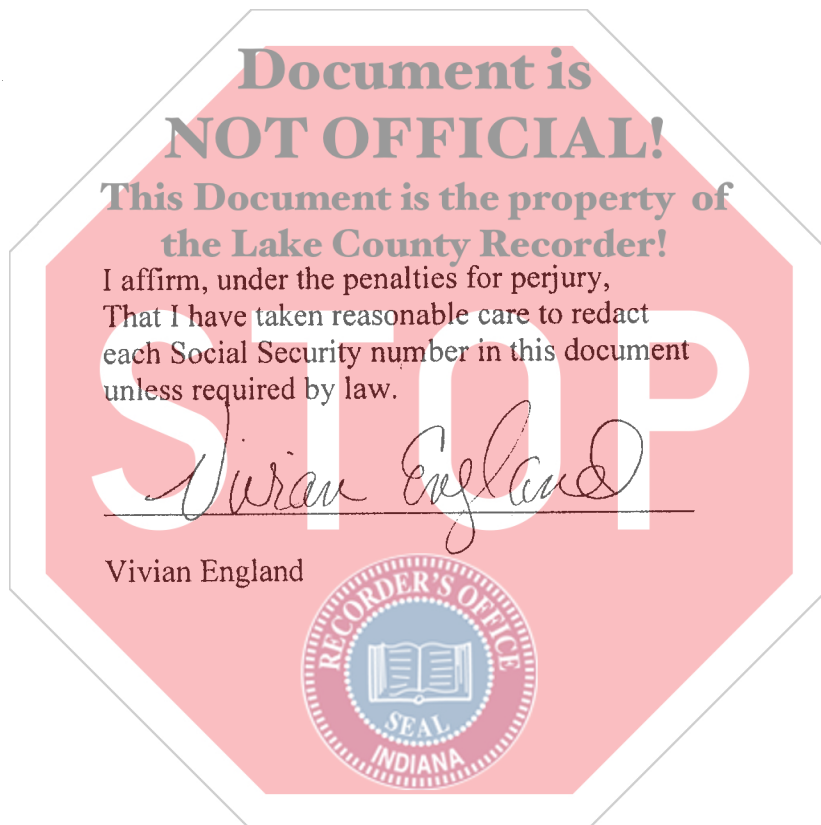 Document is
NOT OFFICIAL!
This Document is the property of
the Lake County Recorder!
I affirm, under the penalties for perjury,
That I have taken reasonable care to redact
each Social Security number in this document
unless required by law.
STOP
Vivian England
Vivian England
RECORDER'S OFFICE
SEAL
INDIANA